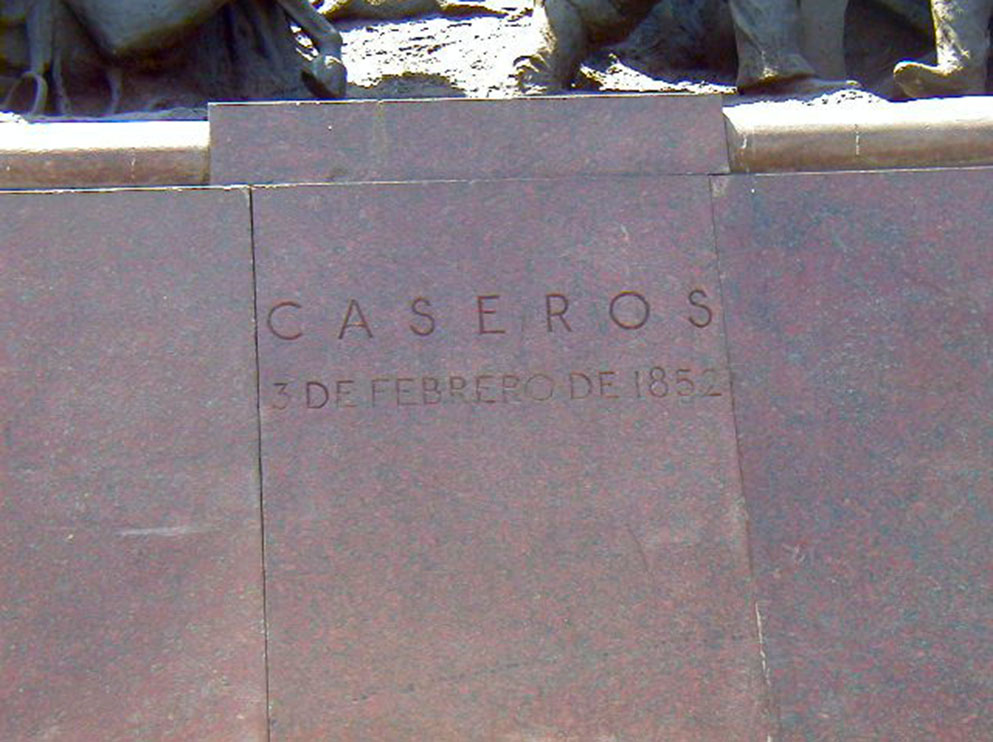 CASEROS
3 DE FEBRERO DE 1852